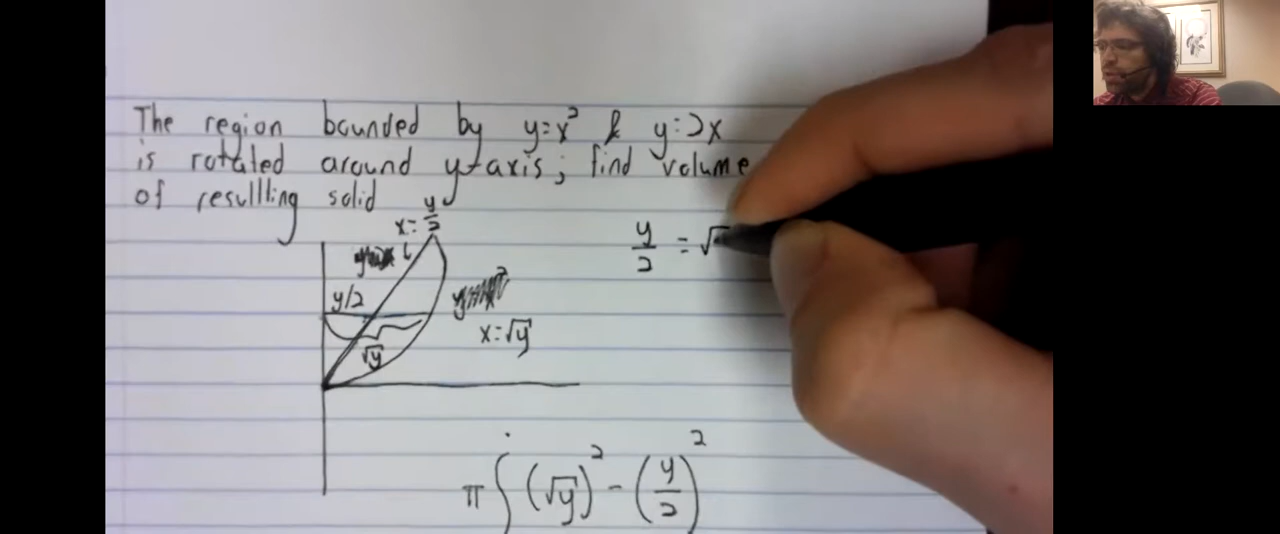 The region bounded by y=x² & y=2x
is rotated around y-axis; find volume
of resullting solid
x=y/2
y/2 = √
y/2
x=√y
√y
π∫(√y)² - (y/2)²